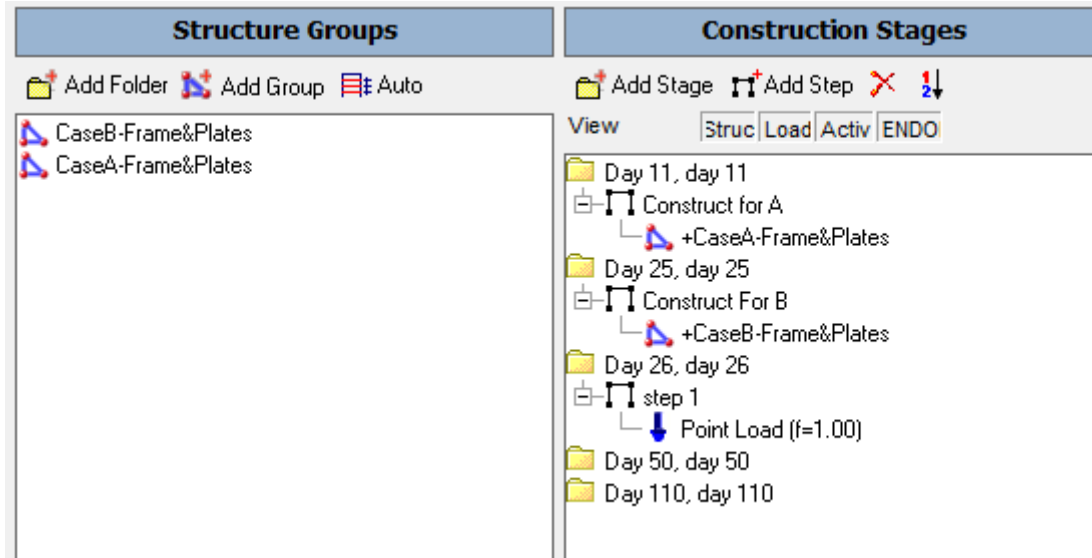 Structure Groups
Add Folder Add Group Auto
CaseB-Frame&Plates
CaseA-Frame&Plates
Construction Stages
Add Stage Add Step
View Struc Load Activ ENDO
Day 11, day 11
Construct for A
+CaseA-Frame&Plates
Day 25, day 25
Construct For B
+CaseB-Frame&Plates
Day 26, day 26
step 1
Point Load (f=1.00)
Day 50, day 50
Day 110, day 110